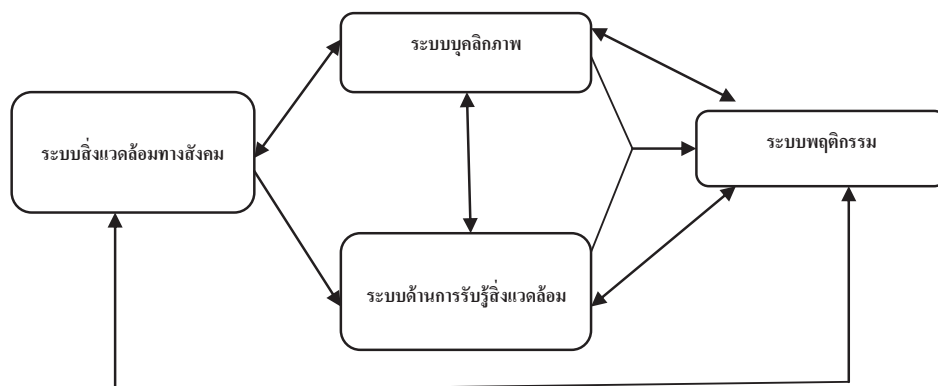 ระบบบุคลิกภาพ
ระบบสิ่งแวดล้อมทางสังคม
ระบบพฤติกรรม
ระบบด้านการรับรู้สิ่งแวดล้อม